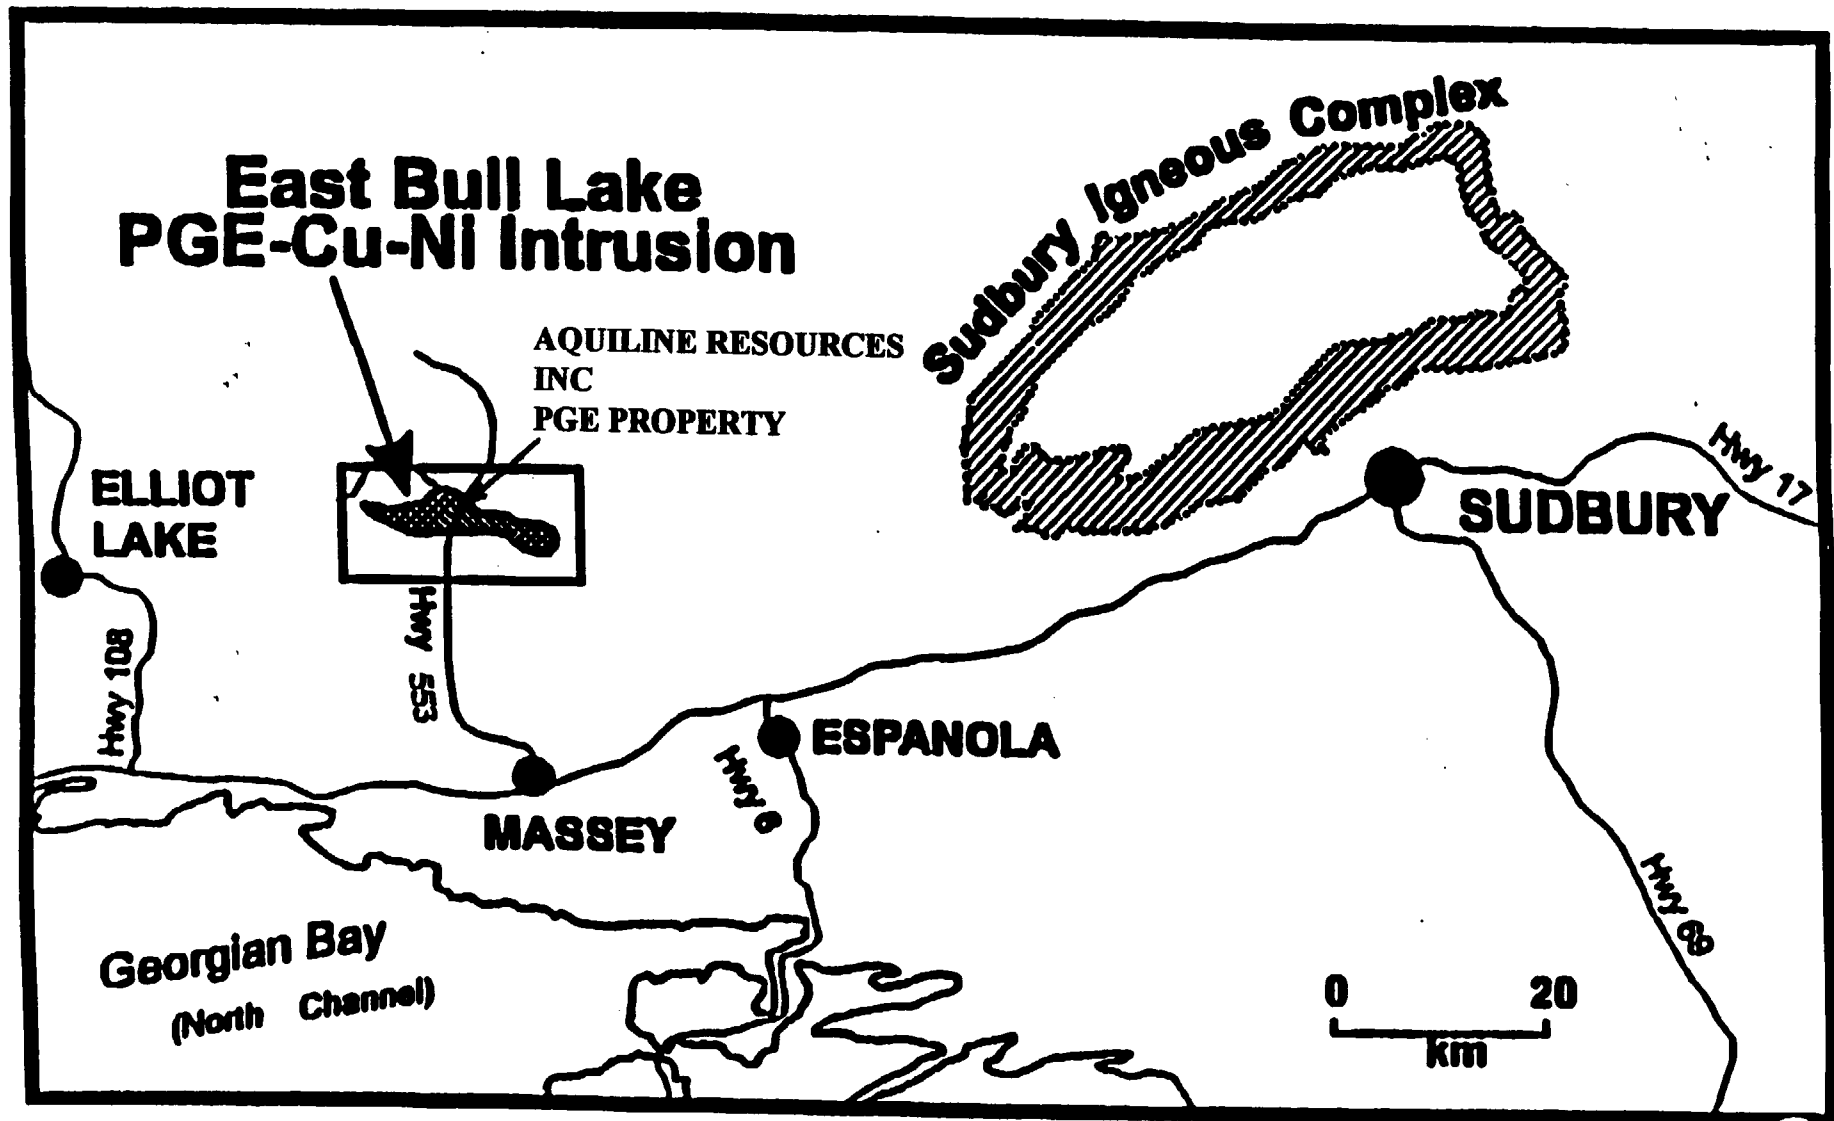 Sudbury Igneous Complex
East Bull Lake
PGE-Cu-Ni Intrusion
AQUILINE RESOURCES
INC
PGE PROPERTY
Hwy 17
ELLIOT
LAKE
SUDBURY
Hwy 553
Hwy 108
ESPANOLA
Hwy 6
MASSEY
Hwy 69
Georgian Bay
(North Channel)
0 20
km